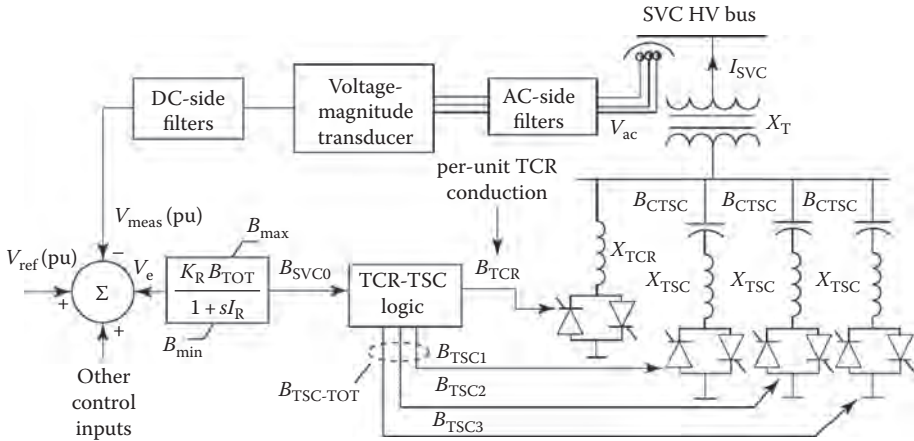 SVC HV bus
I_SVC
DC-side
filters
Voltage-
magnitude
transducer
AC-side
filters
V_ac
X_T
per-unit TCR
conduction
B_CTSC
B_CTSC
B_CTSC
V_meas (pu)
B_max
X_TCR
V_ref (pu)
V_e
K_R B_TOT
B_SVC0
TCR-TSC
logic
B_TCR
X_TSC
X_TSC
X_TSC
Σ
−
+
+
1 + sI_R
B_min
Other
control
inputs
B_TSC-TOT
B_TSC1
B_TSC2
B_TSC3